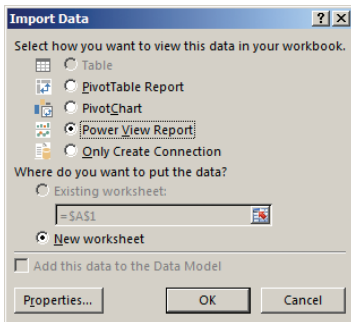 Import Data
Select how you want to view this data in your workbook.
Table
PivotTable Report
PivotChart
Power View Report
Only Create Connection
Where do you want to put the data?
Existing worksheet:
=$A$1
New worksheet
Add this data to the Data Model
Properties...
OK
Cancel